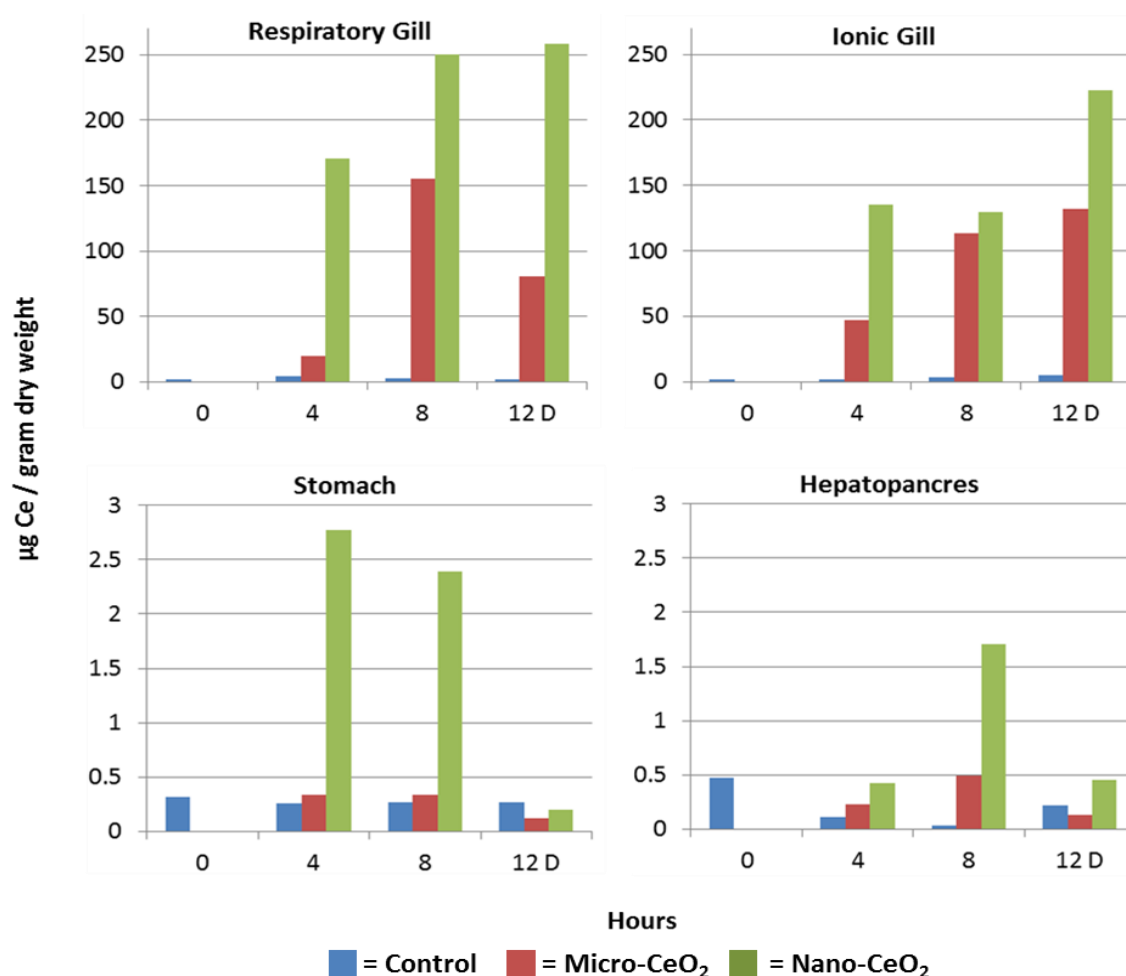 µg Ce / gram dry weight
Respiratory Gill
250
200
150
100
50
0
0 4 8 12 D
Ionic Gill
250
200
150
100
50
0
0 4 8 12 D
Stomach
3
2.5
2
1.5
1
0.5
0
0 4 8 12 D
Hepatopancres
3
2.5
2
1.5
1
0.5
0
0 4 8 12 D
Hours
= Control = Micro-CeO₂ = Nano-CeO₂